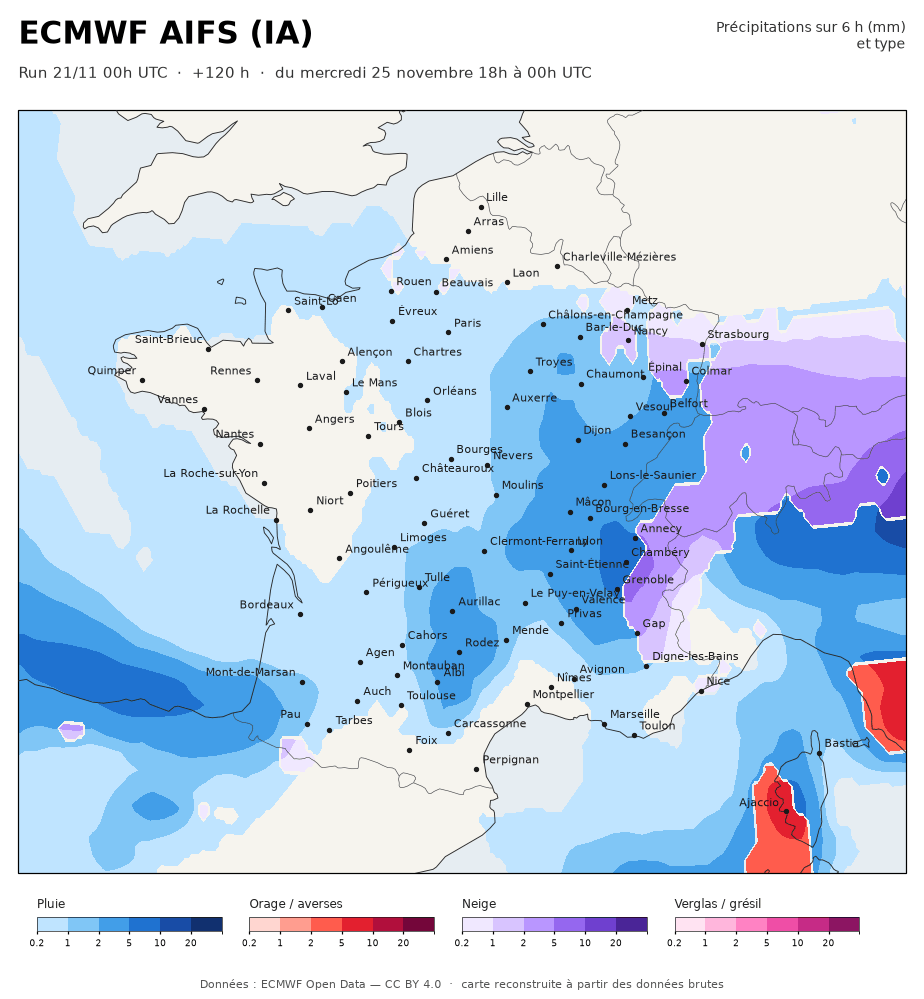 ECMWF AIFS (IA)
Précipitations sur 6 h (mm)
et type
Run 21/11 00h UTC · +120 h · du mercredi 25 novembre 18h à 00h UTC
Lille
Arras
Amiens
Charleville-Mézières
Laon
Rouen
Beauvais
Saint-Lô
Caen
Metz
Évreux
Châlons-en-Champagne
Paris
Bar-le-Duc
Nancy
Strasbourg
Saint-Brieuc
Alençon
Chartres
Troyes
Quimper
Rennes
Laval
Le Mans
Chaumont
Épinal
Colmar
Vannes
Orléans
Auxerre
Vesoul
Belfort
Angers
Blois
Tours
Nantes
Dijon
Besançon
Bourges
Nevers
La Roche-sur-Yon
Châteauroux
Poitiers
Moulins
Lons-le-Saunier
La Rochelle
Niort
Guéret
Mâcon
Bourg-en-Bresse
Annecy
Angoulême
Limoges
Clermont-Ferrand
Lyon
Chambéry
Périgueux
Tulle
Saint-Étienne
Grenoble
Bordeaux
Aurillac
Le Puy-en-Velay
Valence
Privas
Gap
Cahors
Rodez
Mende
Agen
Digne-les-Bains
Mont-de-Marsan
Montauban
Albi
Nîmes
Avignon
Nice
Auch
Toulouse
Montpellier
Pau
Tarbes
Carcassonne
Marseille
Toulon
Foix
Perpignan
Bastia
Ajaccio
Pluie
Orage / averses
Neige
Verglas / grésil
0.2 1 2 5 10 20
0.2 1 2 5 10 20
0.2 1 2 5 10 20
0.2 1 2 5 10 20
Données : ECMWF Open Data — CC BY 4.0 · carte reconstruite à partir des données brutes